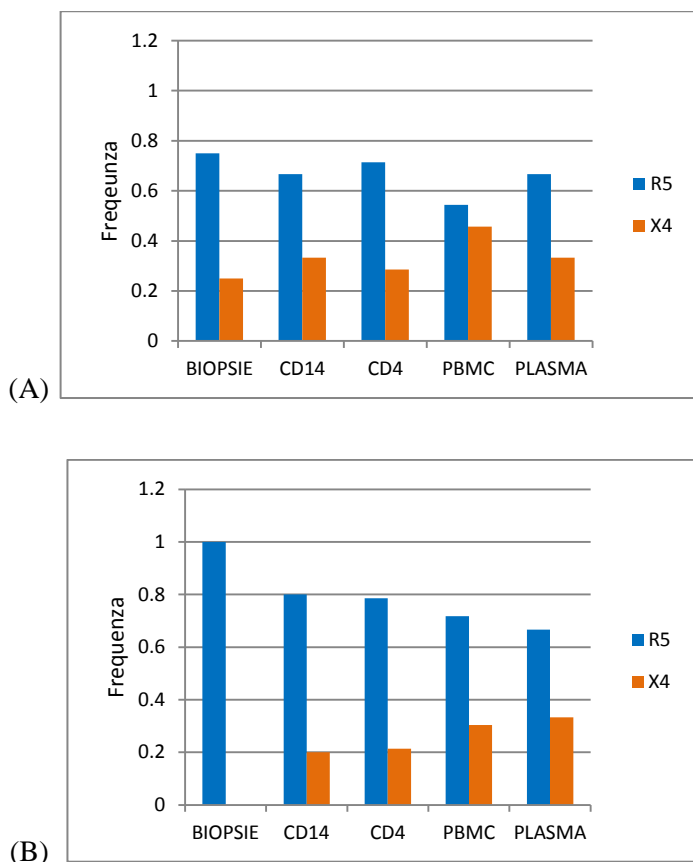 1.2
1
0.8
0.6
0.4
0.2
0
Freqeunza
BIOPSIE CD14 CD4 PBMC PLASMA
R5
X4
(A)
1.2
1
0.8
0.6
0.4
0.2
0
Frequenza
BIOPSIE CD14 CD4 PBMC PLASMA
R5
X4
(B)